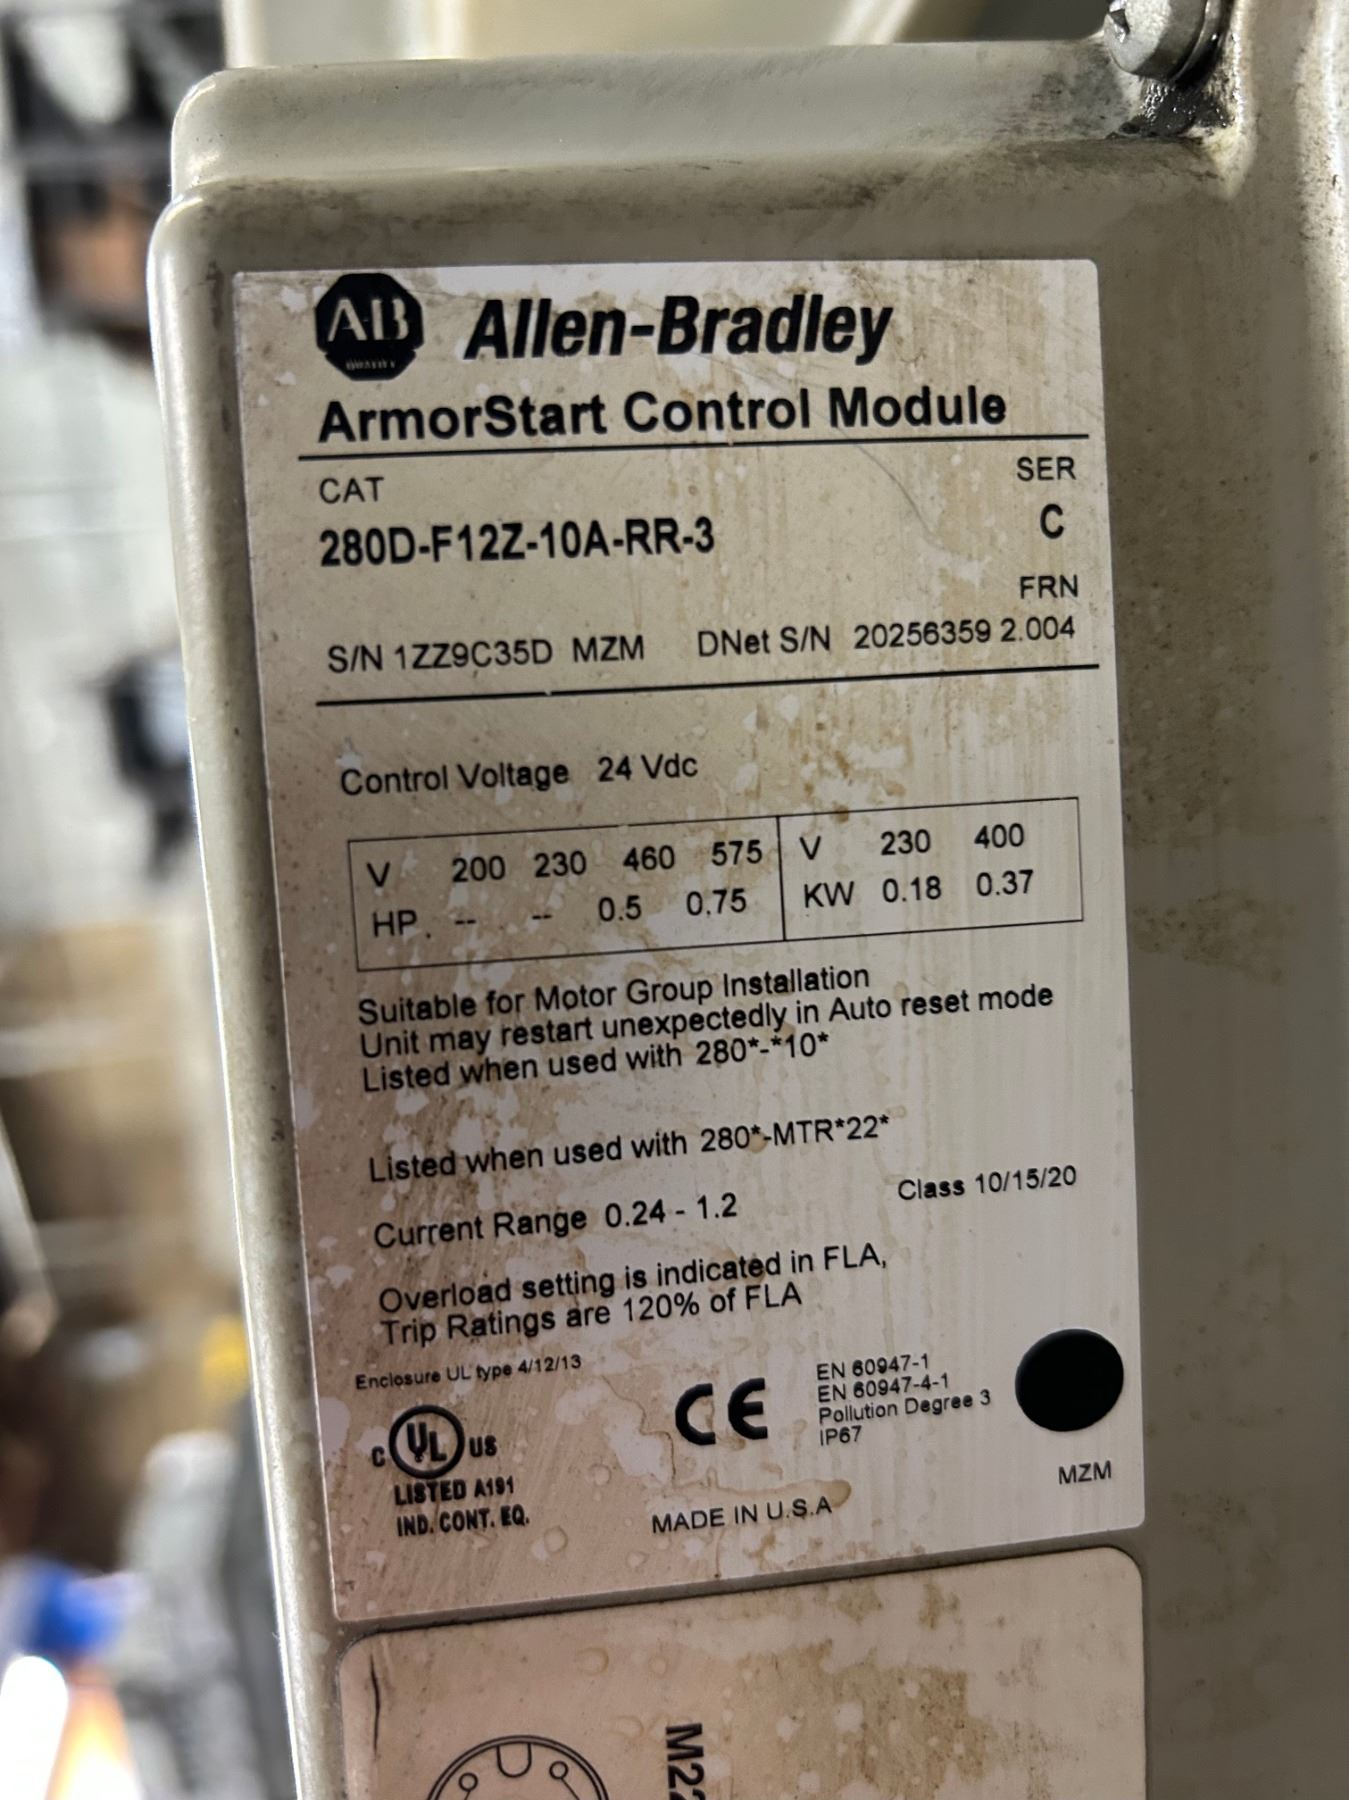 AB
QUALITY
Allen-Bradley
ArmorStart Control Module
CAT SER
280D-F12Z-10A-RR-3 C
FRN
S/N 1ZZ9C35D MZM DNet S/N 20256359 2.004
Control Voltage 24 Vdc
V 200 230 460 575 V 230 400
HP. -- -- 0.5 0.75 KW 0.18 0.37
Suitable for Motor Group Installation
Unit may restart unexpectedly in Auto reset mode
Listed when used with 280*-*10*
Listed when used with 280*-MTR*22*
Current Range 0.24 - 1.2 Class 10/15/20
Overload setting is indicated in FLA,
Trip Ratings are 120% of FLA
Enclosure UL type 4/12/13
C UL US
LISTED A191
IND. CONT. EQ.
CE
EN 60947-1
EN 60947-4-1
Pollution Degree 3
IP67
MZM
MADE IN U.S.A